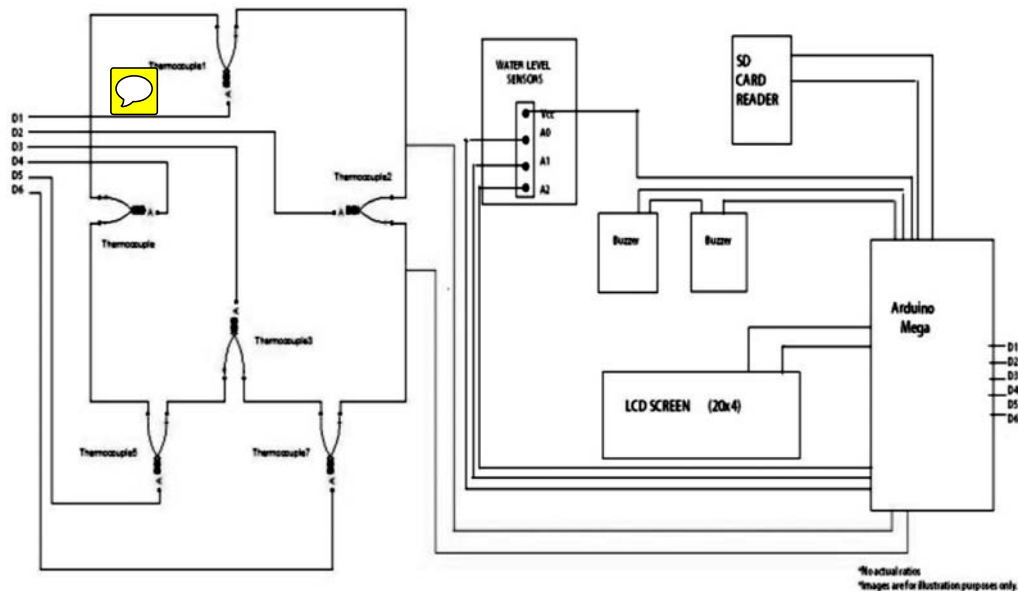 Thermocouple1
A
D1
D2
D3
D4
D5
D6
A
Thermocouple
Thermocouple2
A
A
Thermocouple3
Thermocouple6
A
Thermocouple7
A
WATER LEVEL
SENSORS
Vcc
A0
A1
A2
SD
CARD
READER
Buzzer
Buzzer
Arduino
Mega
D1
D2
D3
D4
D5
D6
LCD SCREEN (20x4)
*No actual ratios
*Images are for illustration purposes only.